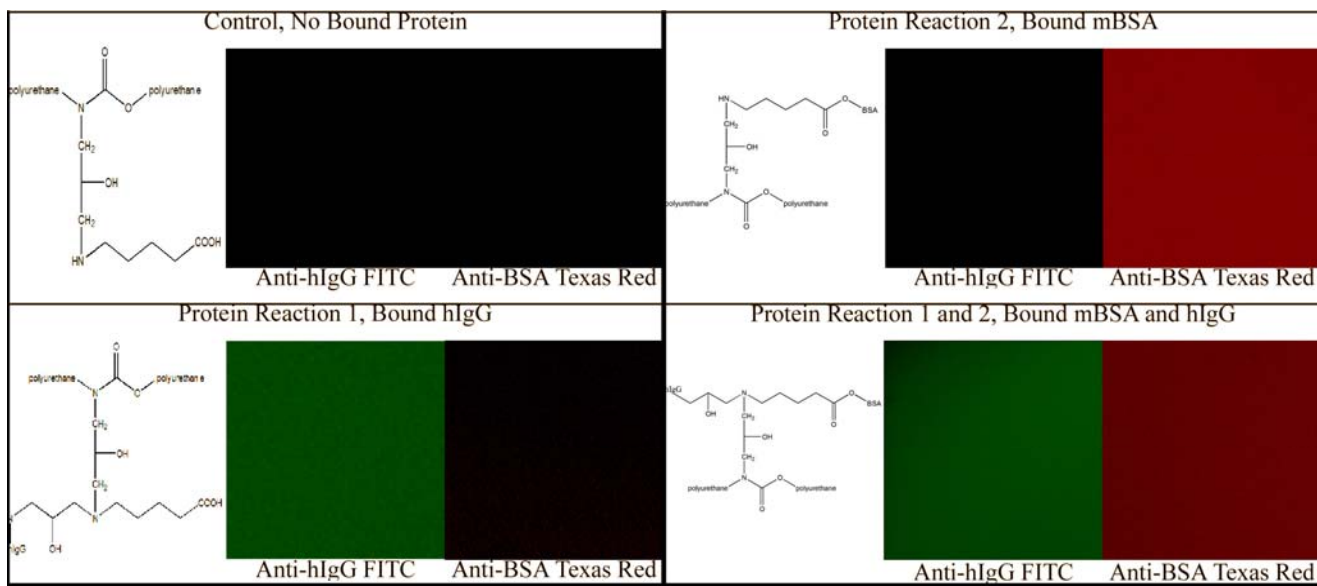 Control, No Bound Protein
O
polyurethane
polyurethane
N
O
CH2
OH
CH2
HN
COOH
Anti-hIgG FITC
Anti-BSA Texas Red
Protein Reaction 2, Bound mBSA
HN
O
BSA
CH2
O
OH
CH2
N
O
polyurethane
polyurethane
O
Anti-hIgG FITC
Anti-BSA Texas Red
Protein Reaction 1, Bound hIgG
O
polyurethane
polyurethane
N
O
CH2
OH
CH2
COOH
N
hIgG
OH
Anti-hIgG FITC
Anti-BSA Texas Red
Protein Reaction 1 and 2, Bound mBSA and hIgG
hIgG
N
O
BSA
OH
CH2
O
OH
CH2
N
O
polyurethane
polyurethane
O
Anti-hIgG FITC
Anti-BSA Texas Red